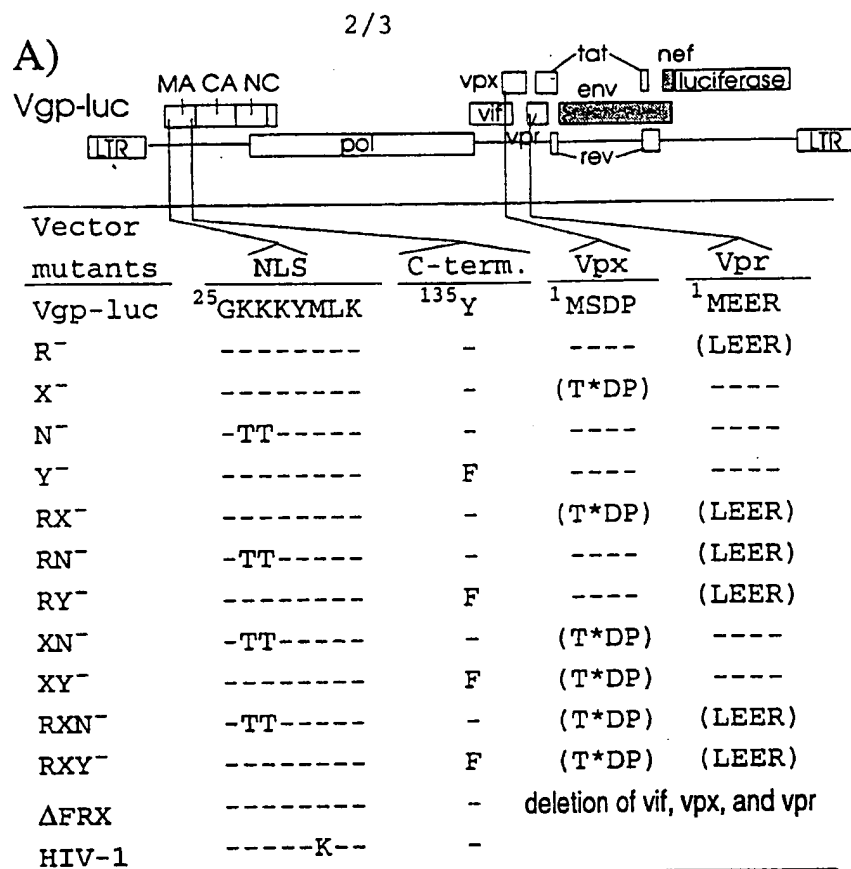 2/3
A)
MA CA NC
vpx
tat
nef
luciferase
Vgp-luc
vif
v
env
LTR
pol
vpr
rev
LTR
Vector
mutants NLS C-term. Vpx Vpr
Vgp-luc ²⁵GKKKYMLK ¹³⁵Y ¹MSDP ¹MEER
R⁻ -------- - ---- (LEER)
X⁻ -------- - (T*DP) ----
N⁻ -TT----- - ---- ----
Y⁻ -------- F ---- ----
RX⁻ -------- - (T*DP) (LEER)
RN⁻ -TT----- - ---- (LEER)
RY⁻ -------- F ---- (LEER)
XN⁻ -TT----- - (T*DP) ----
XY⁻ -------- F (T*DP) ----
RXN⁻ -TT----- - (T*DP) (LEER)
RXY⁻ -------- F (T*DP) (LEER)
ΔFRX -------- - deletion of vif, vpx, and vpr
HIV-1 -----K-- -